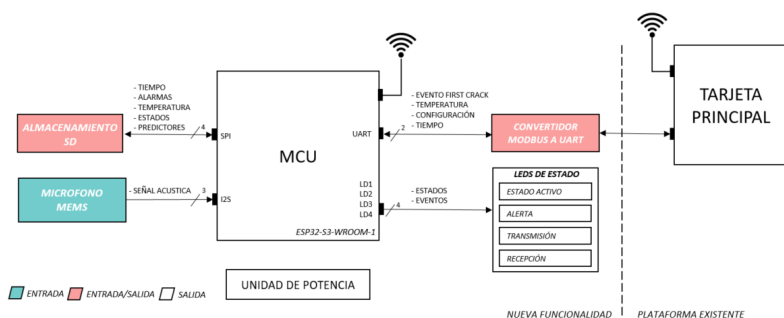 - TIEMPO
- ALARMAS
- TEMPERATURA
- ESTADOS
- PREDICTORES
ALMACENAMIENTO
SD
4
SPI
MICROFONO
MEMS
- SEÑAL ACUSTICA
3
I2S
MCU
UART
LD1
LD2
LD3
LD4
ESP32-S3-WROOM-1
- EVENTO FIRST CRACK
- TEMPERATURA
- CONFIGURACIÓN
- TIEMPO
2
CONVERTIDOR
MODBUS A UART
- ESTADOS
- EVENTOS
4
LEDS DE ESTADO
ESTADO ACTIVO
ALERTA
TRANSMISIÓN
RECEPCIÓN
TARJETA
PRINCIPAL
UNIDAD DE POTENCIA
ENTRADA
ENTRADA/SALIDA
SALIDA
NUEVA FUNCIONALIDAD
PLATAFORMA EXISTENTE